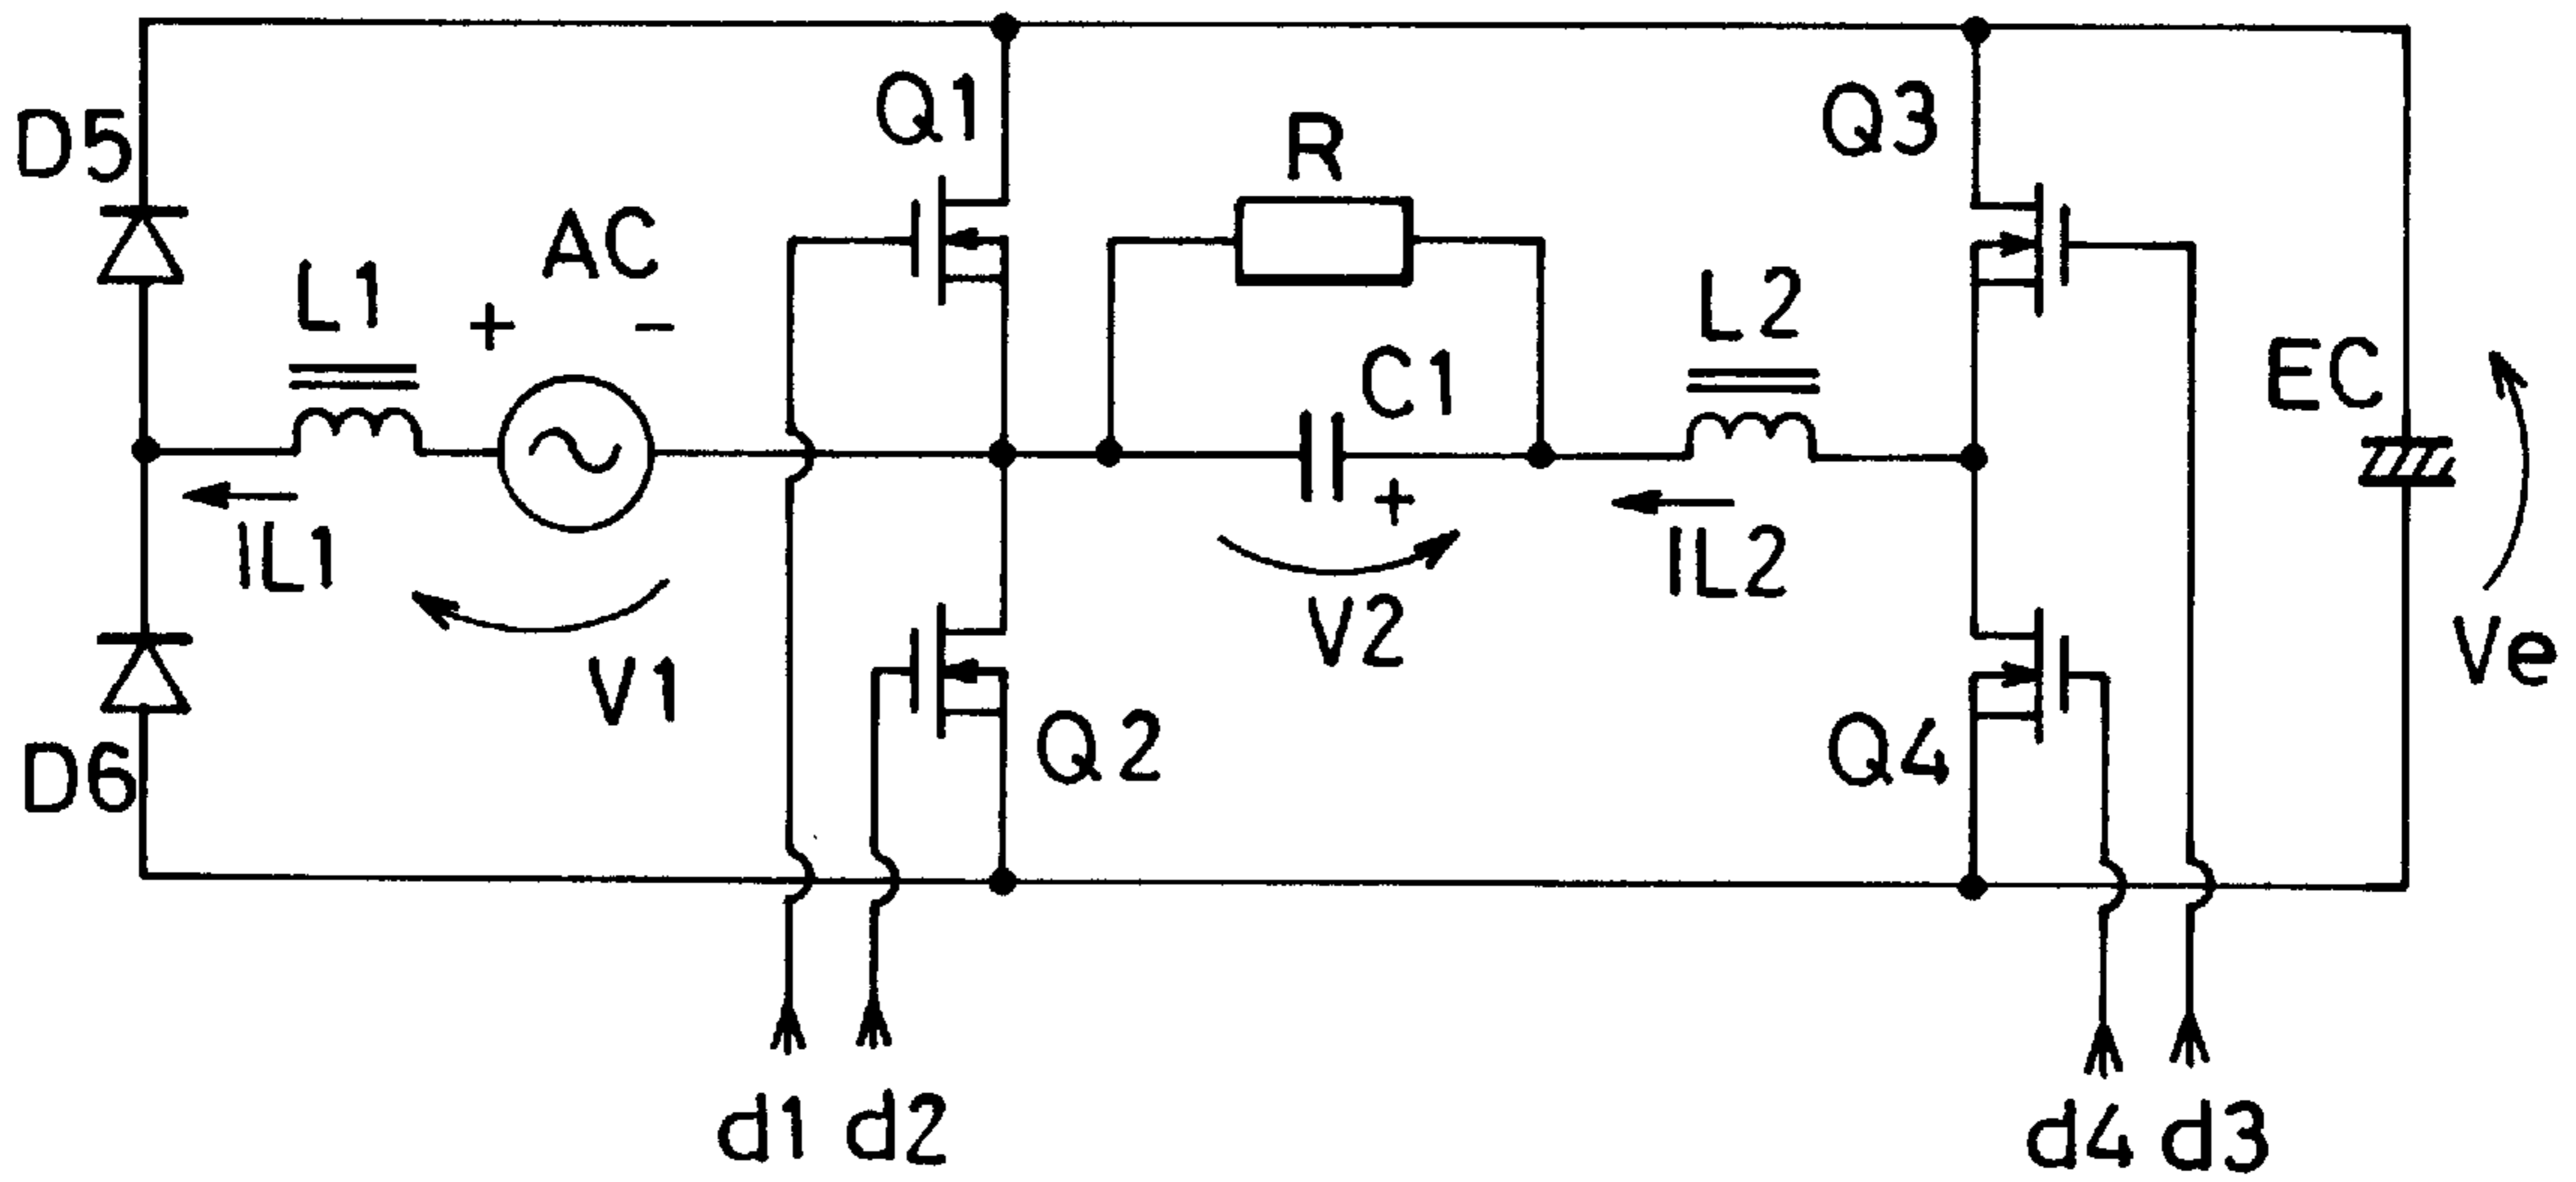 Q1
Q3
R
D5
AC
L1
+
−
L2
C1
EC
+
IL1
IL2
V2
V1
Ve
Q2
Q4
D6
d1
d2
d4
d3